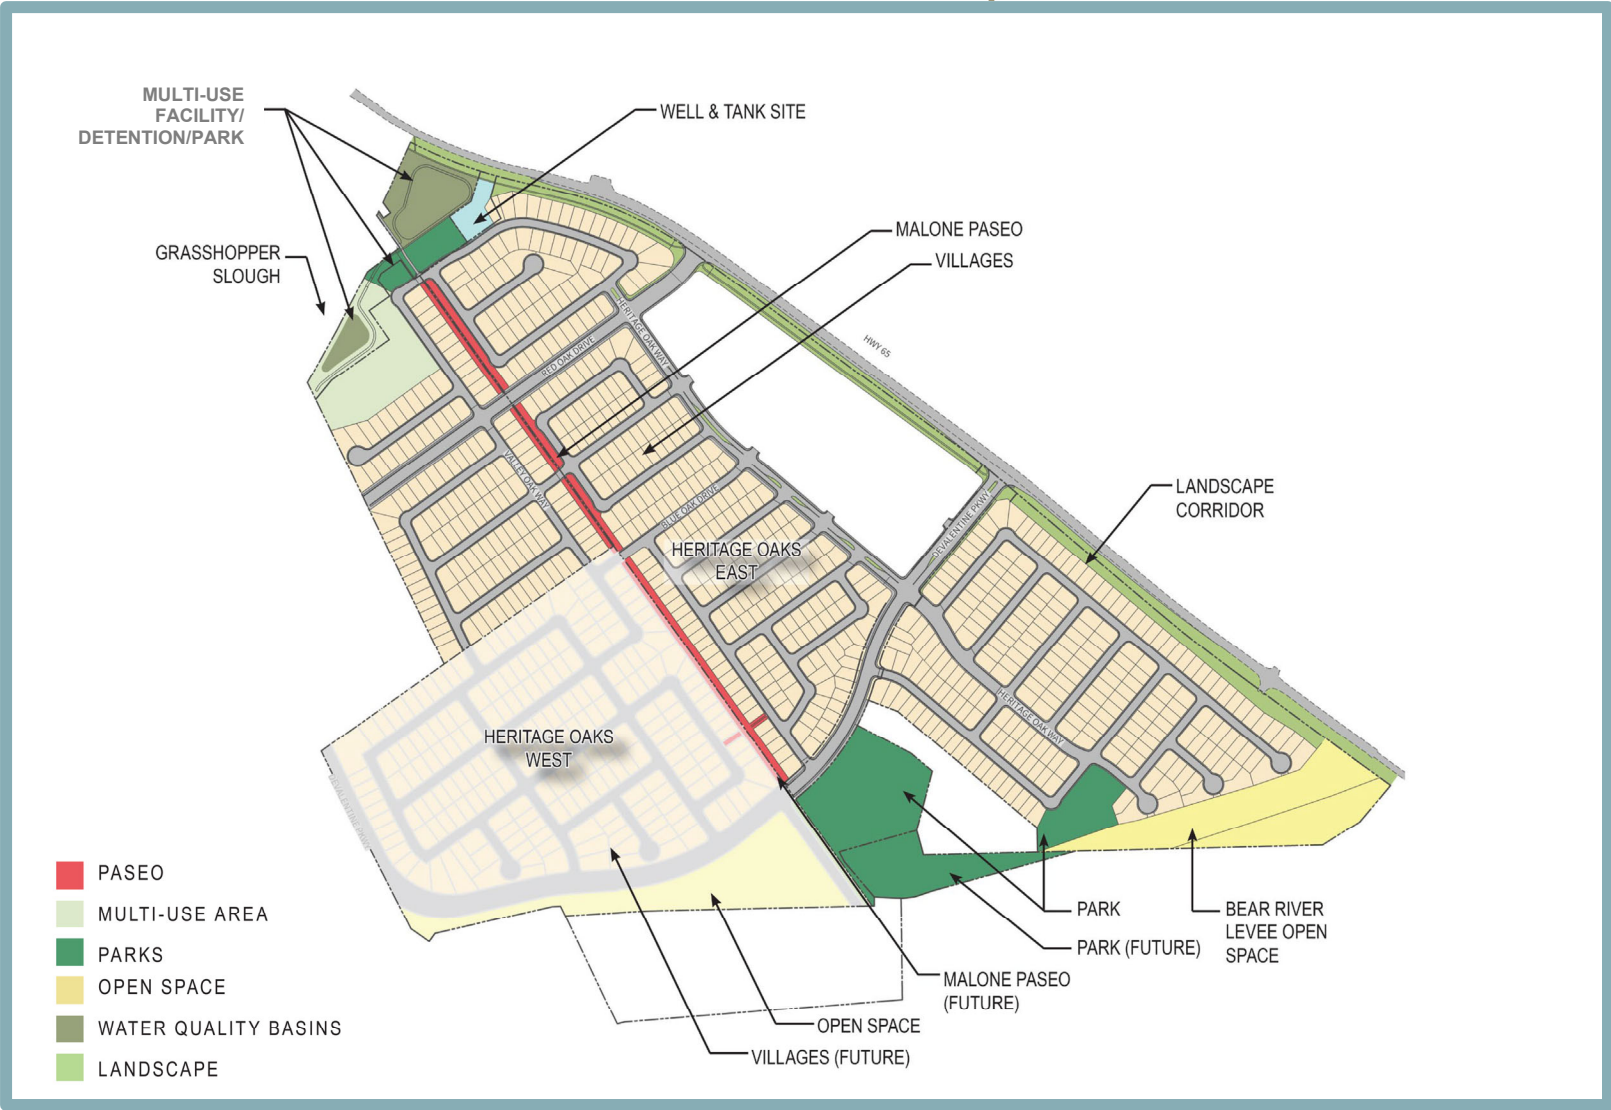 MULTI-USE
FACILITY/
DETENTION/PARK
WELL & TANK SITE
GRASSHOPPER
SLOUGH
MALONE PASEO
VILLAGES
HERITAGE OAK WAY
RED OAK DRIVE
HWY 65
VALLEY OAK WAY
BLUE OAK DRIVE
DEVALENTINE PKWY
LANDSCAPE
CORRIDOR
HERITAGE OAKS
EAST
HERITAGE OAK WAY
HERITAGE OAKS
WEST
DEVALENTINE PKWY
PASEO
MULTI-USE AREA
PARKS
OPEN SPACE
WATER QUALITY BASINS
LANDSCAPE
PARK
PARK (FUTURE)
BEAR RIVER
LEVEE OPEN
SPACE
MALONE PASEO
(FUTURE)
OPEN SPACE
VILLAGES (FUTURE)